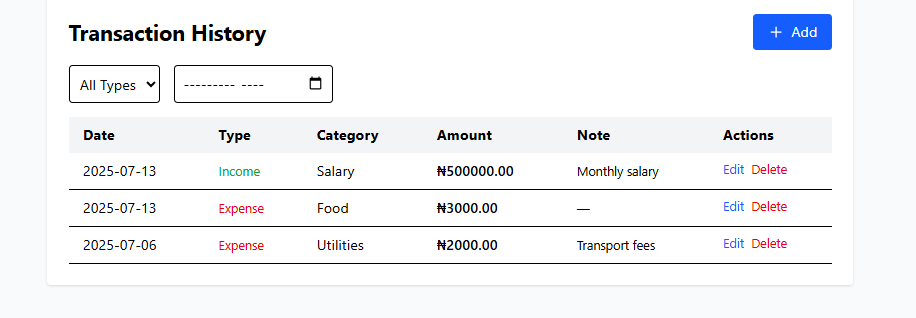 Transaction History
+ Add
All Types
--------- ----
Date Type Category Amount Note Actions
2025-07-13 Income Salary ₦500000.00 Monthly salary Edit Delete
2025-07-13 Expense Food ₦3000.00 — Edit Delete
2025-07-06 Expense Utilities ₦2000.00 Transport fees Edit Delete